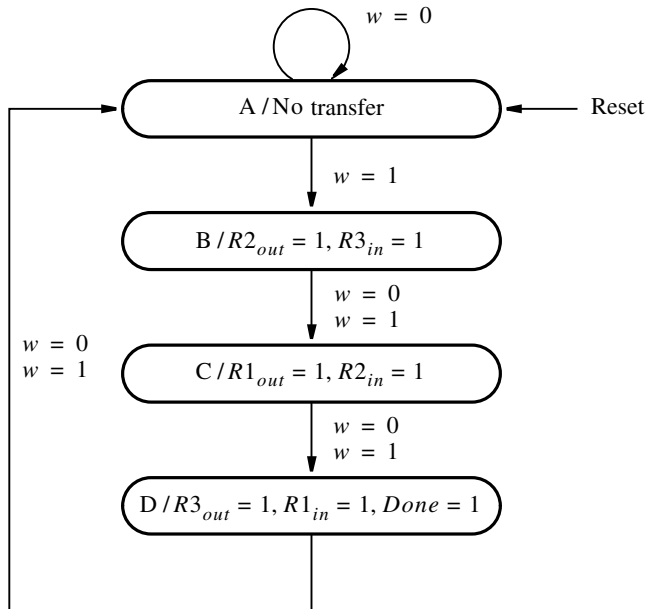 w = 0
A / No transfer
Reset
w = 1
B / R2out = 1, R3in = 1
w = 0
w = 1
w = 0
w = 1
C / R1out = 1, R2in = 1
w = 0
w = 1
D / R3out = 1, R1in = 1, Done = 1